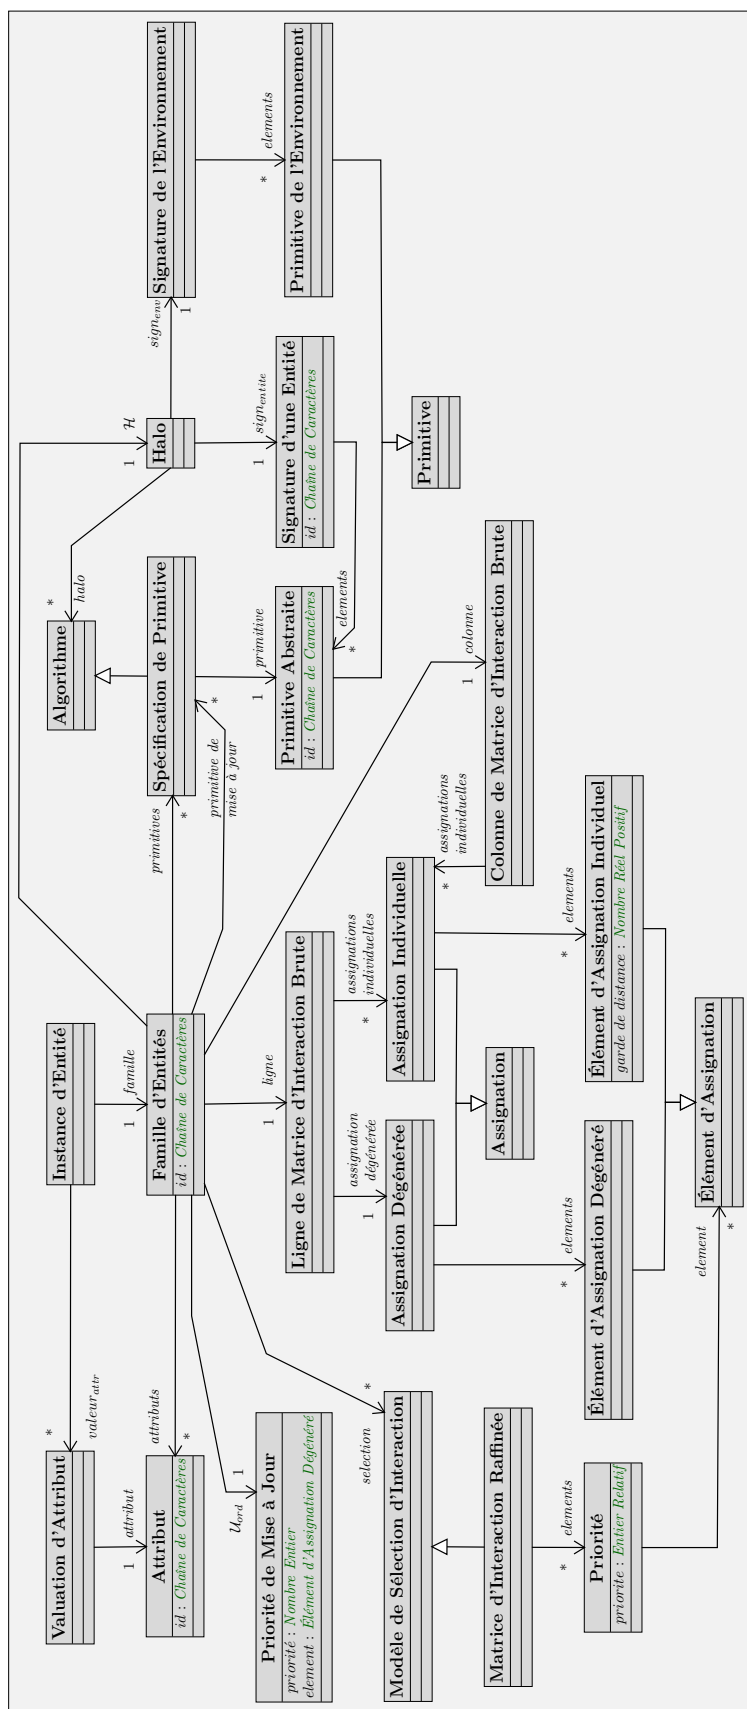 Instance d'Entité
Valuation d'Attribut
*
valeur_attr
1
attribut
1
famille
Attribut
id : Chaîne de Caractères
attributs
*
Famille d'Entités
id : Chaîne de Caractères
primitives
*
primitive de
mise à jour
*
Algorithme
*
halo
Spécification de Primitive
1
H
Halo
sign_env
1
Signature de l'Environnement
1
primitive
1
sign_entite
*
elements
Priorité de Mise à Jour
priorité : Nombre Entier
element : Élément d'Assignation Dégénéré
U_ord
1
1
ligne
Primitive Abstraite
id : Chaîne de Caractères
Signature d'une Entité
id : Chaîne de Caractères
elements
*
Primitive de l'Environnement
Ligne de Matrice d'Interaction Brute
1
assignation
dégénérée
*
assignations
individuelles
Primitive
Modèle de Sélection d'Interaction
selection
*
Assignation Dégénérée
Assignation Individuelle
*
assignations
individuelles
1
colonne
Matrice d'Interaction Raffinée
Assignation
Colonne de Matrice d'Interaction Brute
*
elements
*
elements
*
elements
Priorité
priorite : Entier Relatif
Élément d'Assignation Dégénéré
Élément d'Assignation Individuel
garde de distance : Nombre Réel Positif
element
*
Élément d'Assignation